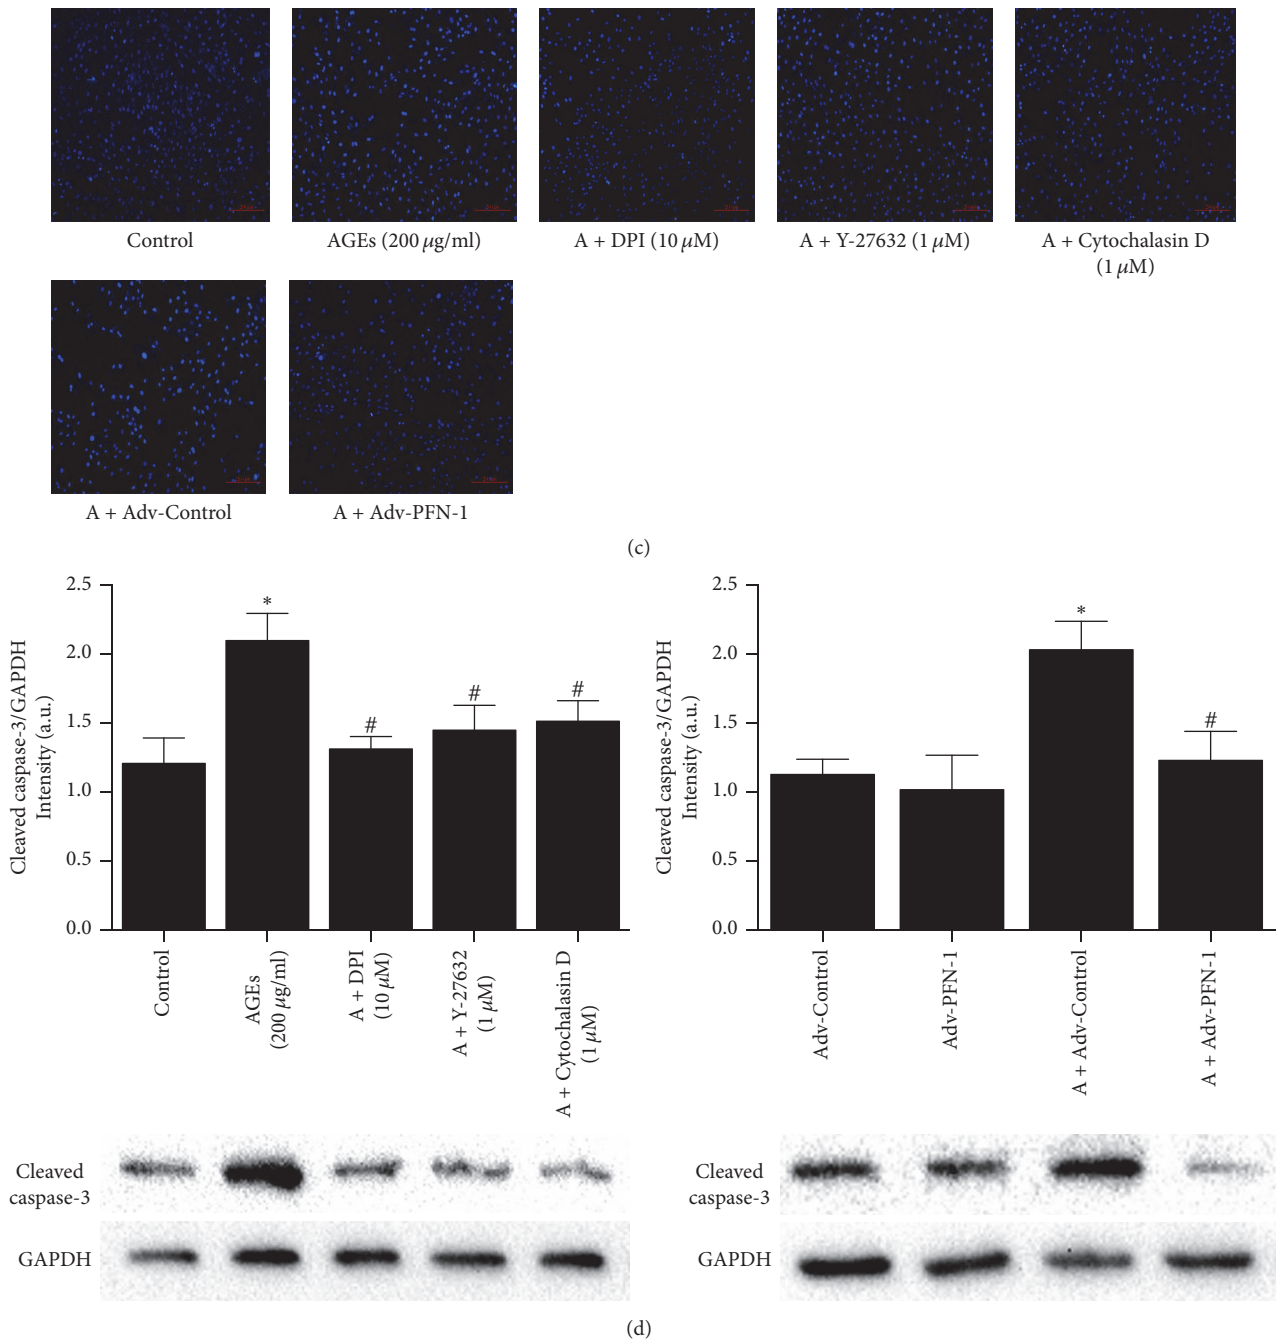 Control
AGEs (200 μg/ml)
A + DPI (10 μM)
A + Y-27632 (1 μM)
A + Cytochalasin D
(1 μM)
A + Adv-Control
A + Adv-PFN-1
(c)
Cleaved caspase-3/GAPDH
Intensity (a.u.)
2.5
2.0
1.5
1.0
0.5
0.0
*
#
#
#
Control
AGEs
(200 μg/ml)
A + DPI
(10 μM)
A + Y-27632
(1 μM)
A + Cytochalasin D
(1 μM)
Cleaved caspase-3/GAPDH
Intensity (a.u.)
2.5
2.0
1.5
1.0
0.5
0.0
*
#
Adv-Control
Adv-PFN-1
A + Adv-Control
A + Adv-PFN-1
Cleaved
caspase-3
GAPDH
Cleaved
caspase-3
GAPDH
(d)